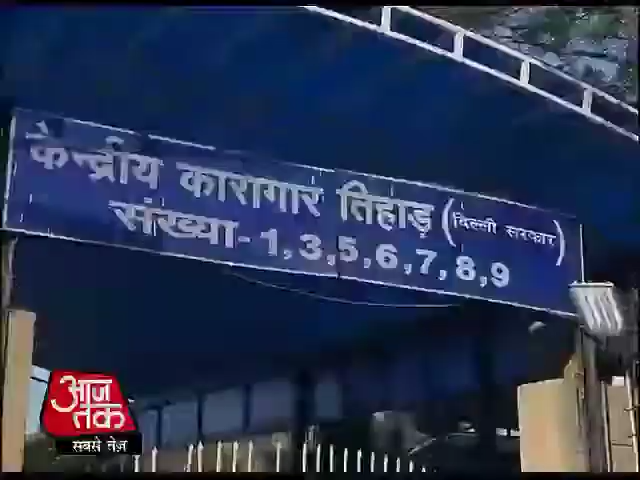 केन्द्रीय कारागार तिहाड़ (दिल्ली सरकार)
संख्या-1,3,5,6,7,8,9
आज
तक
सबसे तेज़